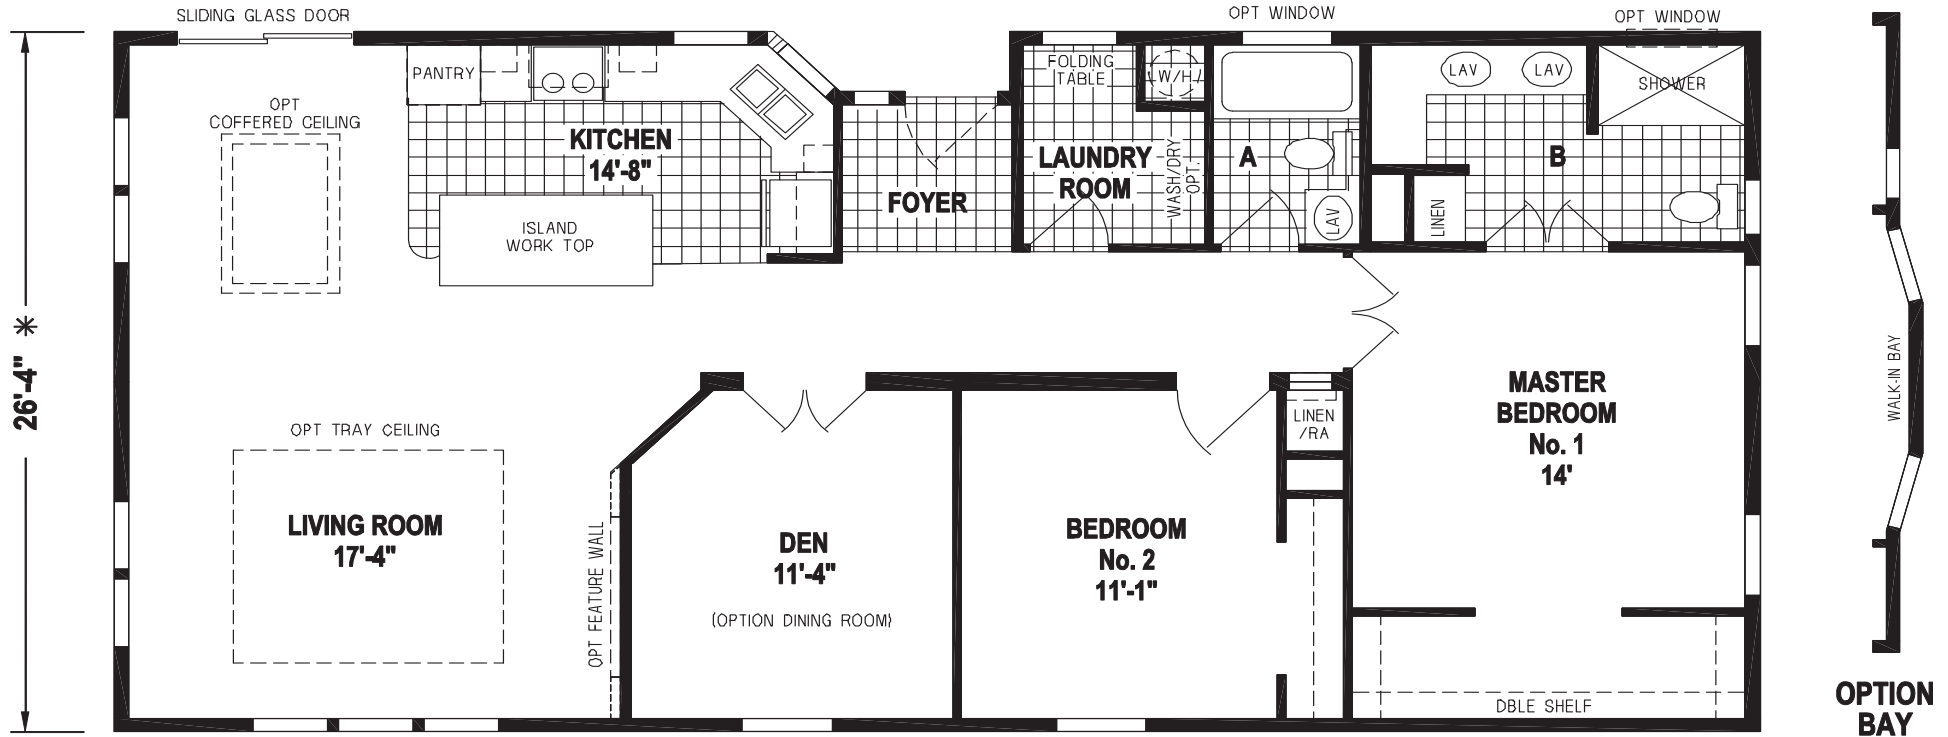 SLIDING GLASS DOOR
OPT WINDOW
OPT WINDOW
PANTRY
FOLDING
TABLE
W/H
LAV
LAV
SHOWER
OPT
COFFERED CEILING
KITCHEN
14'-8"
LAUNDRY
ROOM
WASH/DRY
OPT.
A
B
FOYER
LAV
LINEN
ISLAND
WORK TOP
26'-4" *
WALK-IN BAY
MASTER
BEDROOM
No. 1
14'
LINEN
/RA
OPT TRAY CEILING
LIVING ROOM
17'-4"
OPT FEATURE WALL
DEN
11'-4"
(OPTION DINING ROOM)
BEDROOM
No. 2
11'-1"
DBLE SHELF
OPTION
BAY